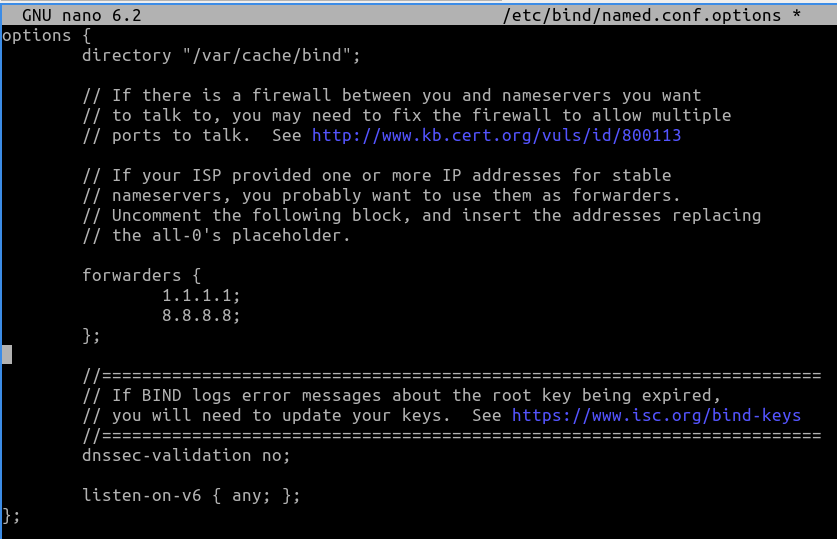 GNU nano 6.2 /etc/bind/named.conf.options *
options {
directory "/var/cache/bind";
// If there is a firewall between you and nameservers you want
// to talk to, you may need to fix the firewall to allow multiple
// ports to talk.  See http://www.kb.cert.org/vuls/id/800113
// If your ISP provided one or more IP addresses for stable
// nameservers, you probably want to use them as forwarders.
// Uncomment the following block, and insert the addresses replacing
// the all-0's placeholder.
forwarders {
1.1.1.1;
8.8.8.8;
};
//========================================================================
// If BIND logs error messages about the root key being expired,
// you will need to update your keys.  See https://www.isc.org/bind-keys
//========================================================================
dnssec-validation no;
listen-on-v6 { any; };
};